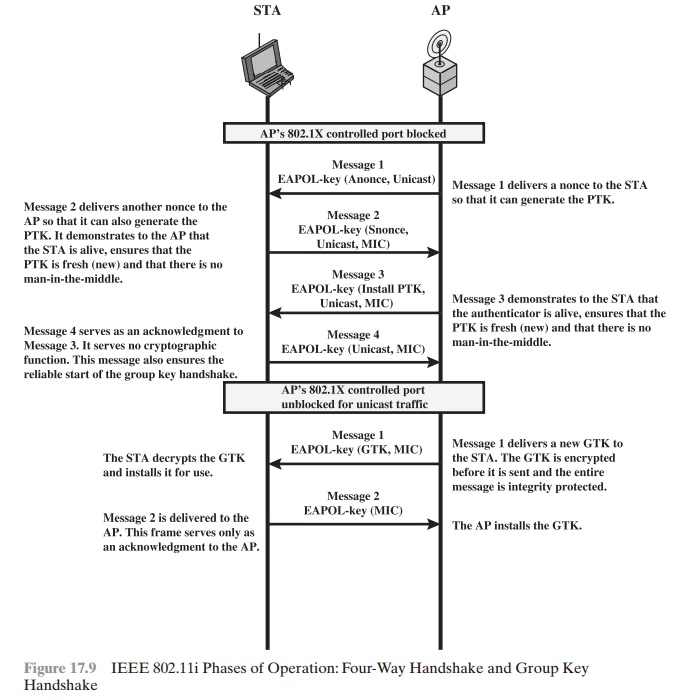 STA
AP
AP's 802.1X controlled port blocked
Message 1
EAPOL-key (Anonce, Unicast)
Message 1 delivers a nonce to the STA
so that it can generate the PTK.
Message 2 delivers another nonce to the
AP so that it can also generate the
PTK. It demonstrates to the AP that
the STA is alive, ensures that the
PTK is fresh (new) and that there is no
man-in-the-middle.
Message 2
EAPOL-key (Snonce,
Unicast, MIC)
Message 3
EAPOL-key (Install PTK,
Unicast, MIC)
Message 3 demonstrates to the STA that
the authenticator is alive, ensures that the
PTK is fresh (new) and that there is no
man-in-the-middle.
Message 4 serves as an acknowledgment to
Message 3. It serves no cryptographic
function. This message also ensures the
reliable start of the group key handshake.
Message 4
EAPOL-key (Unicast, MIC)
AP's 802.1X controlled port
unblocked for unicast traffic
Message 1
EAPOL-key (GTK, MIC)
Message 1 delivers a new GTK to
the STA. The GTK is encrypted
before it is sent and the entire
message is integrity protected.
The STA decrypts the GTK
and installs it for use.
Message 2
EAPOL-key (MIC)
Message 2 is delivered to the
AP. This frame serves only as
an acknowledgment to the AP.
The AP installs the GTK.
Figure 17.9 IEEE 802.11i Phases of Operation: Four-Way Handshake and Group Key
Handshake